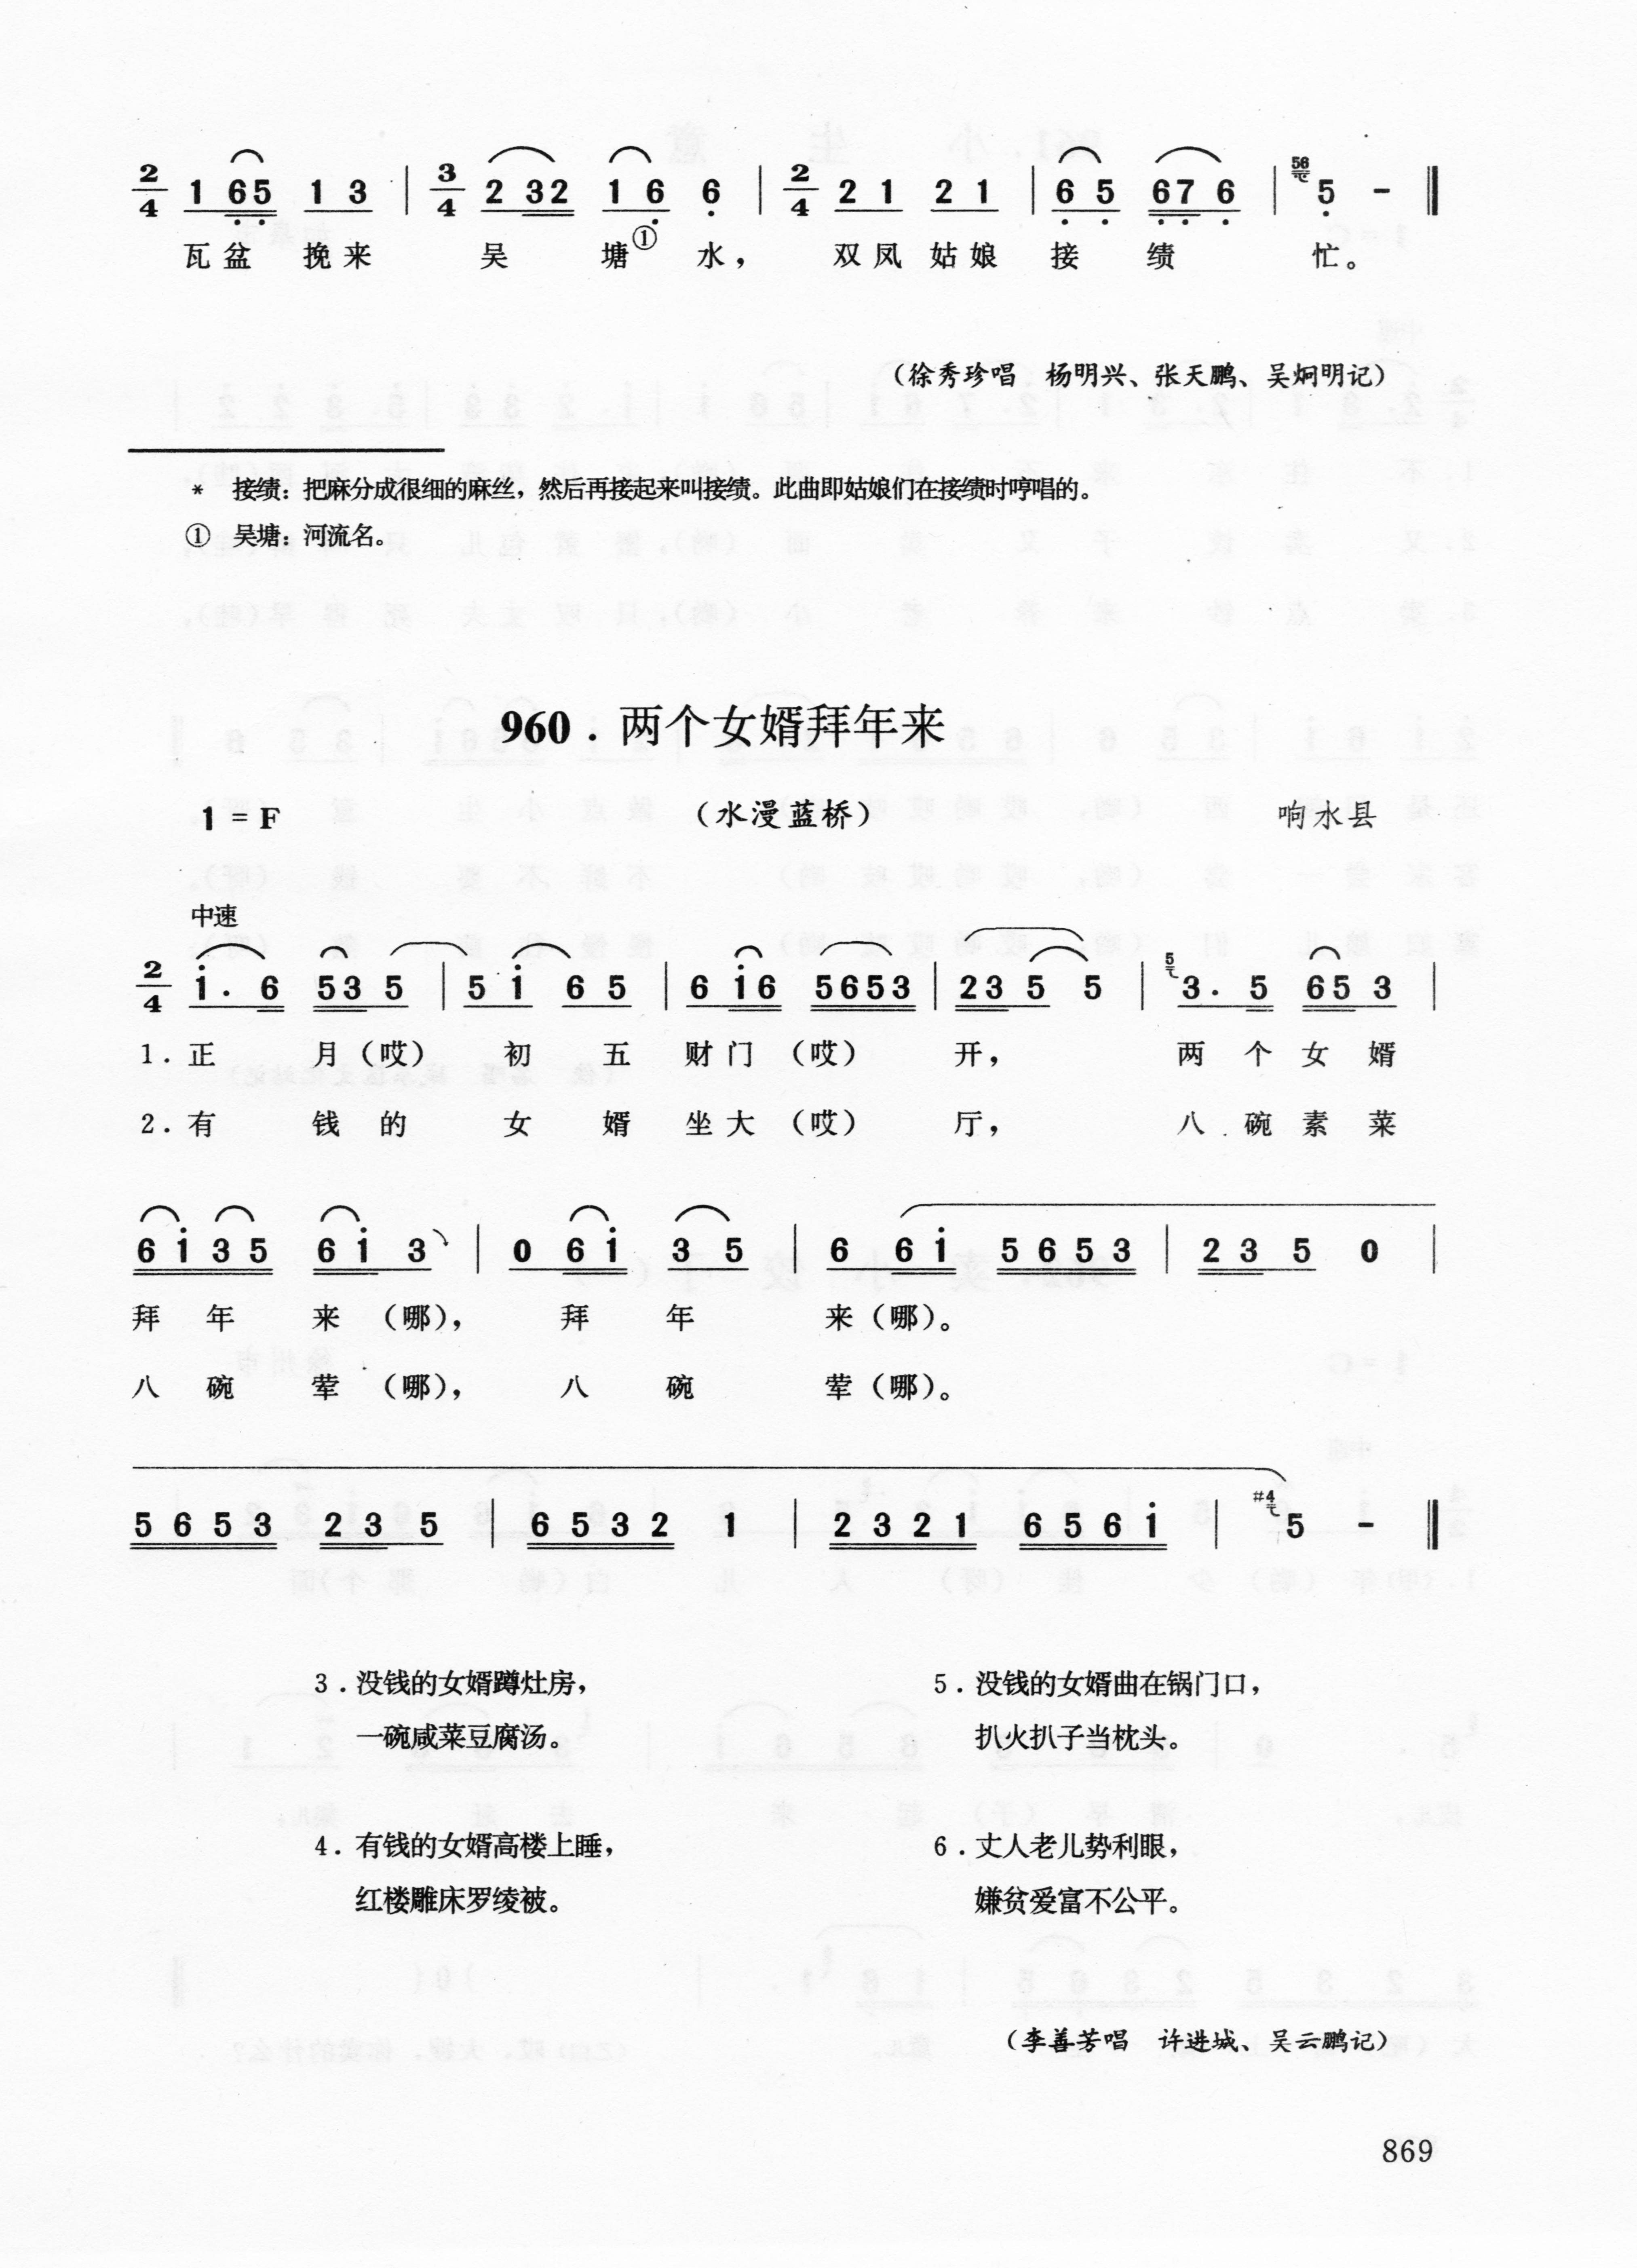 2/4 1 65 1 3 | 3/4 2 32 1 6 6 | 2/4 2 1 2 1 | 6 5 67 6 | 56 5 - ‖
瓦盆 挽来 吴 塘① 水， 双凤 姑娘 接 绩 忙。
（徐秀珍唱 杨明兴、张天鹏、吴炯明记）
* 接绩：把麻分成很细的麻丝，然后再接起来叫接绩。此曲即姑娘们在接绩时哼唱的。
① 吴塘：河流名。
960．两个女婿拜年来
1 = F （水漫蓝桥） 响水县
中速
2/4 i· 6 53 5 | 5 i 6 5 | 6 i6 5653 | 23 5 5 | 5 3· 5 65 3 |
1．正 月（哎） 初 五 财门（哎） 开， 两 个 女 婿
2．有 钱 的 女 婿 坐大（哎） 厅， 八 碗 素 菜
6 i 3 5 6 i 3 | 0 6 i 3 5 | 6 6 i 5 6 5 3 | 2 3 5 0 |
拜 年 来 （哪）， 拜 年 来（哪）。
八 碗 荤 （哪）， 八 碗 荤（哪）。
5 6 5 3 2 3 5 | 6 5 3 2 1 | 2 3 2 1 6 5 6 i | #4 5 - ‖
3．没钱的女婿蹲灶房，
一碗咸菜豆腐汤。
4．有钱的女婿高楼上睡，
红楼雕床罗绫被。
5．没钱的女婿曲在锅门口，
扒火扒子当枕头。
6．丈人老儿势利眼，
嫌贫爱富不公平。
（李善芳唱 许进城、吴云鹏记）
869